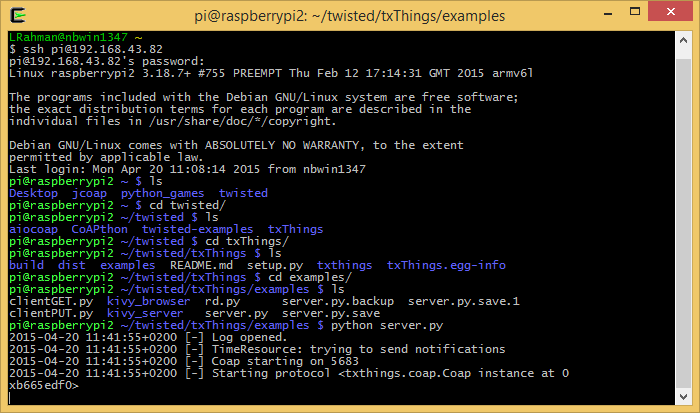 pi@raspberrypi2: ~/twisted/txThings/examples
LRahman@nbwin1347 ~
$ ssh pi@192.168.43.82
pi@192.168.43.82's password:
Linux raspberrypi2 3.18.7+ #755 PREEMPT Thu Feb 12 17:14:31 GMT 2015 armv6l
The programs included with the Debian GNU/Linux system are free software;
the exact distribution terms for each program are described in the
individual files in /usr/share/doc/*/copyright.
Debian GNU/Linux comes with ABSOLUTELY NO WARRANTY, to the extent
permitted by applicable law.
Last login: Mon Apr 20 11:08:14 2015 from nbwin1347
pi@raspberrypi2 ~ $ ls
Desktop jcoap python_games twisted
pi@raspberrypi2 ~ $ cd twisted/
pi@raspberrypi2 ~/twisted $ ls
aiocoap CoAPthon twisted-examples txThings
pi@raspberrypi2 ~/twisted $ cd txThings/
pi@raspberrypi2 ~/twisted/txThings $ ls
build dist examples README.md setup.py txthings txThings.egg-info
pi@raspberrypi2 ~/twisted/txThings $ cd examples/
pi@raspberrypi2 ~/twisted/txThings/examples $ ls
clientGET.py kivy_browser rd.py server.py.backup server.py.save.1
clientPUT.py kivy_server server.py server.py.save
pi@raspberrypi2 ~/twisted/txThings/examples $ python server.py
2015-04-20 11:41:55+0200 [-] Log opened.
2015-04-20 11:41:55+0200 [-] TimeResource: trying to send notifications
2015-04-20 11:41:55+0200 [-] Coap starting on 5683
2015-04-20 11:41:55+0200 [-] Starting protocol <txthings.coap.Coap instance at 0
xb665edf0>